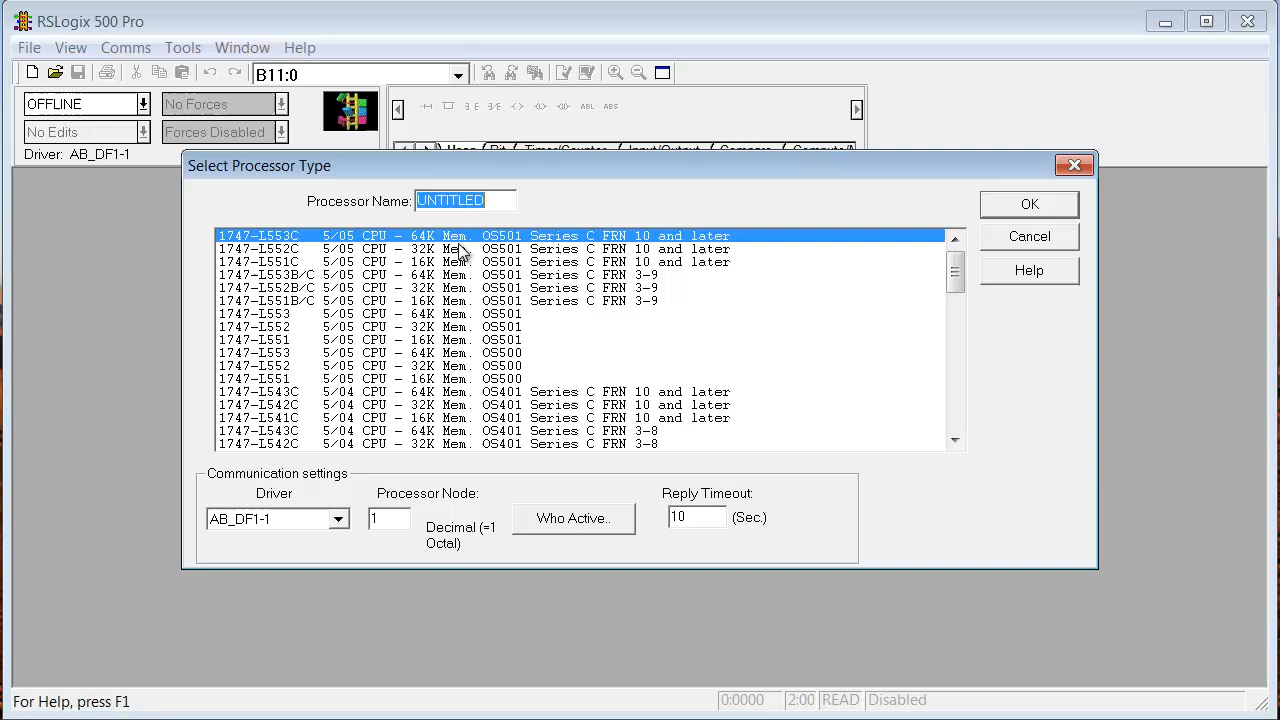 RSLogix 500 Pro
File View Comms Tools Window Help
B11:0
OFFLINE No Forces
No Edits Forces Disabled
Driver: AB_DF1-1
ABL ABS
User Bit Timer/Counter Input/Output Compare
Select Processor Type
Processor Name: UNTITLED
OK
Cancel
Help
1747-L553C 5/05 CPU - 64K Mem. OS501 Series C FRN 10 and later
1747-L552C 5/05 CPU - 32K Mem. OS501 Series C FRN 10 and later
1747-L551C 5/05 CPU - 16K Mem. OS501 Series C FRN 10 and later
1747-L553B/C 5/05 CPU - 64K Mem. OS501 Series C FRN 3-9
1747-L552B/C 5/05 CPU - 32K Mem. OS501 Series C FRN 3-9
1747-L551B/C 5/05 CPU - 16K Mem. OS501 Series C FRN 3-9
1747-L553 5/05 CPU - 64K Mem. OS501
1747-L552 5/05 CPU - 32K Mem. OS501
1747-L551 5/05 CPU - 16K Mem. OS501
1747-L553 5/05 CPU - 64K Mem. OS500
1747-L552 5/05 CPU - 32K Mem. OS500
1747-L551 5/05 CPU - 16K Mem. OS500
1747-L543C 5/04 CPU - 64K Mem. OS401 Series C FRN 10 and later
1747-L542C 5/04 CPU - 32K Mem. OS401 Series C FRN 10 and later
1747-L541C 5/04 CPU - 16K Mem. OS401 Series C FRN 10 and later
1747-L543C 5/04 CPU - 64K Mem. OS401 Series C FRN 3-8
1747-L542C 5/04 CPU - 32K Mem. OS401 Series C FRN 3-8
Communication settings
Driver Processor Node: Reply Timeout:
AB_DF1-1 1 Decimal (=1 Octal) Who Active.. 10 (Sec.)
For Help, press F1 0:0000 2:00 READ Disabled